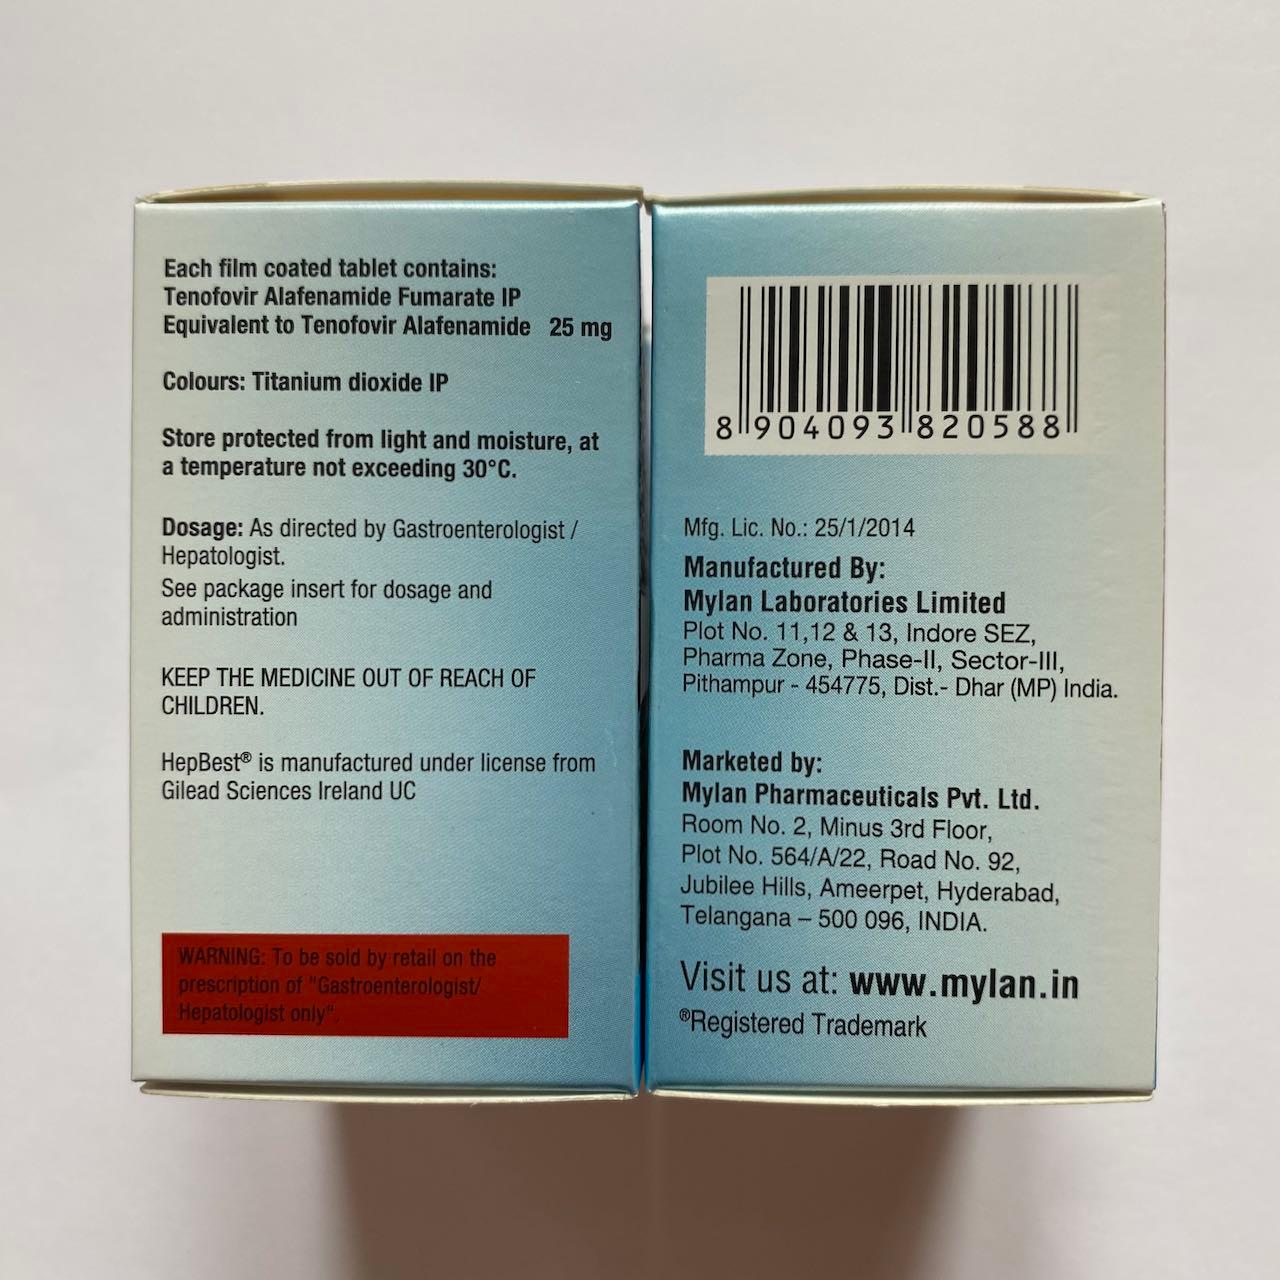 Each film coated tablet contains:
Tenofovir Alafenamide Fumarate IP
Equivalent to Tenofovir Alafenamide 25 mg
Colours: Titanium dioxide IP
Store protected from light and moisture, at
a temperature not exceeding 30°C.
Dosage: As directed by Gastroenterologist /
Hepatologist.
See package insert for dosage and
administration
KEEP THE MEDICINE OUT OF REACH OF
CHILDREN.
HepBest® is manufactured under license from
Gilead Sciences Ireland UC
WARNING: To be sold by retail on the
prescription of "Gastroenterologist/
Hepatologist only".
8 904093 820588
Mfg. Lic. No.: 25/1/2014
Manufactured By:
Mylan Laboratories Limited
Plot No. 11,12 & 13, Indore SEZ,
Pharma Zone, Phase-II, Sector-III,
Pithampur - 454775, Dist.- Dhar (MP) India.
Marketed by:
Mylan Pharmaceuticals Pvt. Ltd.
Room No. 2, Minus 3rd Floor,
Plot No. 564/A/22, Road No. 92,
Jubilee Hills, Ameerpet, Hyderabad,
Telangana – 500 096, INDIA.
Visit us at: www.mylan.in
®Registered Trademark